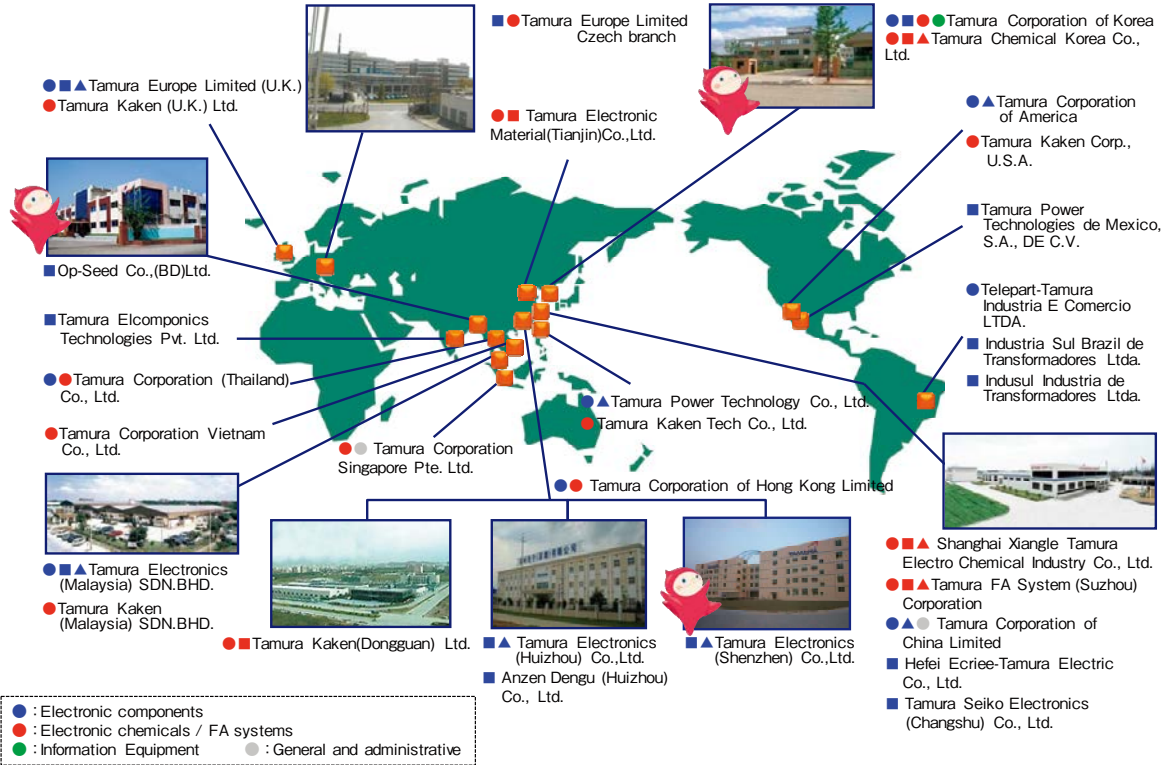 Tamura Europe Limited
Czech branch
Tamura Corporation of Korea
Tamura Chemical Korea Co.,
Ltd.
Tamura Europe Limited (U.K.)
Tamura Kaken (U.K.) Ltd.
Tamura Electronic
Material(Tianjin)Co.,Ltd.
Tamura Corporation
of America
Tamura Kaken Corp.,
U.S.A.
Tamura Power
Technologies de Mexico,
S.A., DE C.V.
Op-Seed Co.,(BD)Ltd.
Telepart-Tamura
Industria E Comercio
LTDA.
Tamura Elcomponics
Technologies Pvt. Ltd.
Industria Sul Brazil de
Transformadores Ltda.
Indusul Industria de
Transformadores Ltda.
Tamura Corporation (Thailand)
Co., Ltd.
Tamura Power Technology Co., Ltd.
Tamura Kaken Tech Co., Ltd.
Tamura Corporation Vietnam
Co., Ltd.
Tamura Corporation
Singapore Pte. Ltd.
Tamura Corporation of Hong Kong Limited
Tamura Electronics
(Malaysia) SDN.BHD.
Tamura Kaken
(Malaysia) SDN.BHD.
Tamura Kaken(Dongguan) Ltd.
Tamura Electronics
(Huizhou) Co.,Ltd.
Anzen Dengu (Huizhou)
Co., Ltd.
Tamura Electronics
(Shenzhen) Co.,Ltd.
Shanghai Xiangle Tamura
Electro Chemical Industry Co., Ltd.
Tamura FA System (Suzhou)
Corporation
Tamura Corporation of
China Limited
Hefei Ecriee-Tamura Electric
Co., Ltd.
Tamura Seiko Electronics
(Changshu) Co., Ltd.
: Electronic components
: Electronic chemicals / FA systems
: Information Equipment : General and administrative